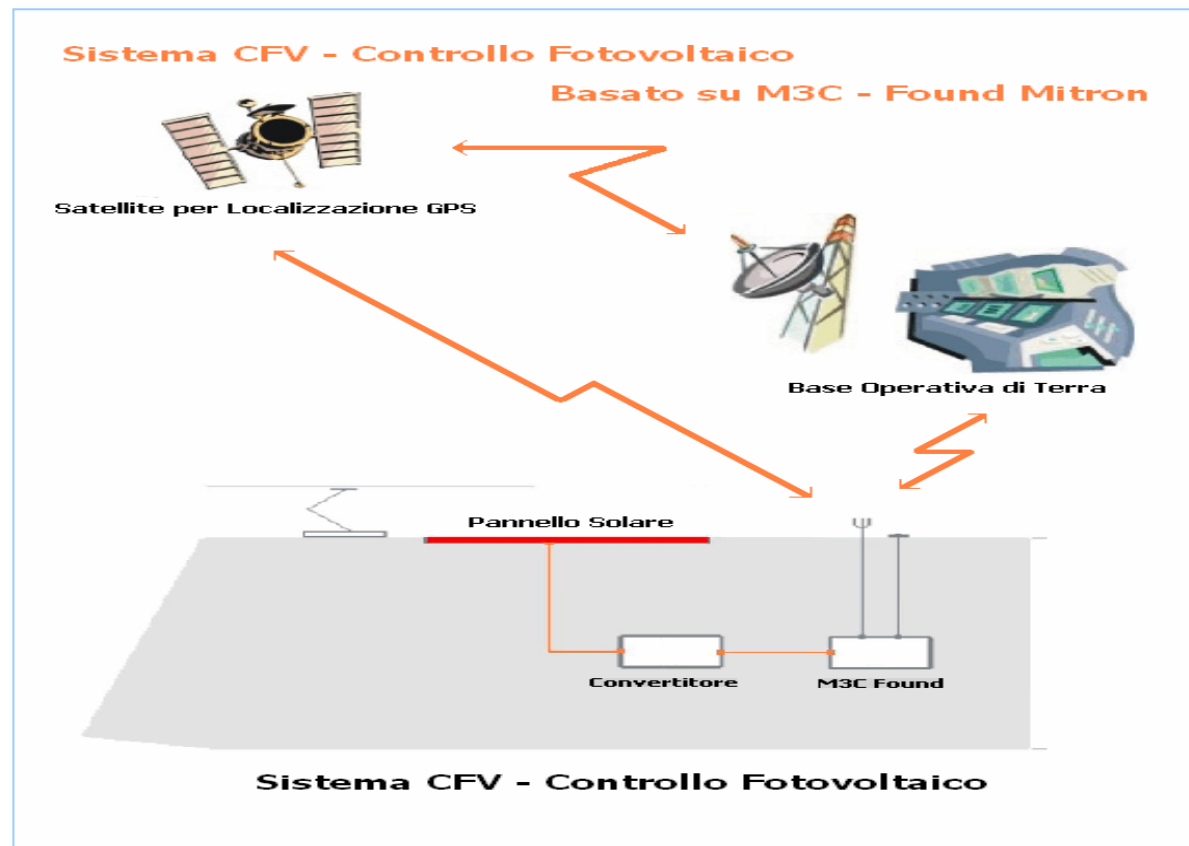 Sistema CFV - Controllo Fotovoltaico
Basato su M3C - Found Mitron
Satellite per Localizzazione GPS
Base Operativa di Terra
Pannello Solare
Convertitore
M3C Found
Sistema CFV - Controllo Fotovoltaico